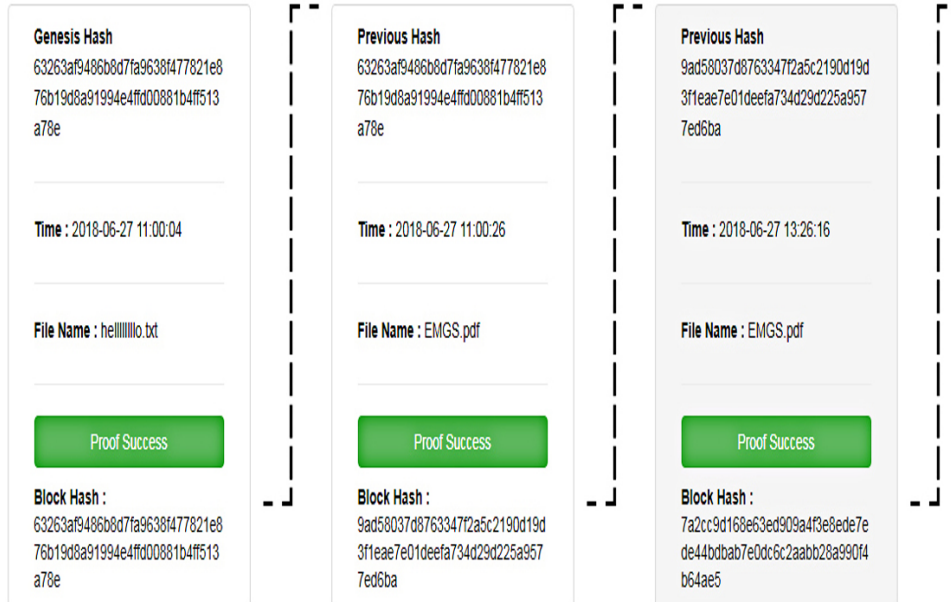 Genesis Hash
63263af9486b8d7fa9638f477821e8
76b19d8a91994e4ffd00881b4ff513
a78e
Time : 2018-06-27 11:00:04
File Name : hellllllllo.txt
Proof Success
Block Hash :
63263af9486b8d7fa9638f477821e8
76b19d8a91994e4ffd00881b4ff513
a78e
Previous Hash
63263af9486b8d7fa9638f477821e8
76b19d8a91994e4ffd00881b4ff513
a78e
Time : 2018-06-27 11:00:26
File Name : EMGS.pdf
Proof Success
Block Hash :
9ad58037d8763347f2a5c2190d19d
3f1eae7e01deefa734d29d225a957
7ed6ba
Previous Hash
9ad58037d8763347f2a5c2190d19d
3f1eae7e01deefa734d29d225a957
7ed6ba
Time : 2018-06-27 13:26:16
File Name : EMGS.pdf
Proof Success
Block Hash :
7a2cc9d168e63ed909a4f3e8ede7e
de44bdbab7e0dc6c2aabb28a990f4
b64ae5